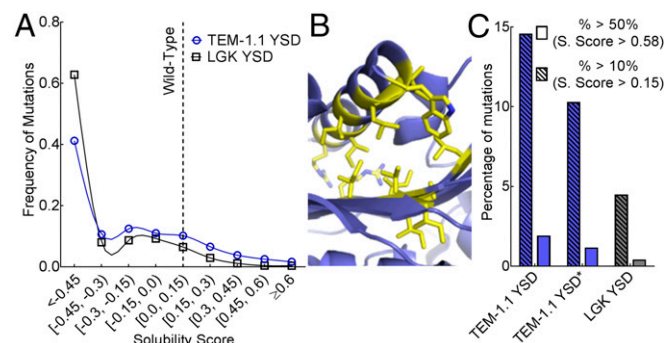 A
Frequency of Mutations
0.8
0.6
0.4
0.2
0.0
Wild-Type
TEM-1.1 YSD
LGK YSD
<-0.45
[-0.45, -0.3)
[-0.3, -0.15)
[-0.15, 0.0)
[0.0, 0.15)
[0.15, 0.3)
[0.3, 0.45)
[0.45, 0.6)
≥0.6
Solubility Score
B
C
Percentage of mutations
15
10
5
0
% > 50%
(S. Score > 0.58)
% > 10%
(S. Score > 0.15)
TEM-1.1 YSD
TEM-1.1 YSD*
LGK YSD